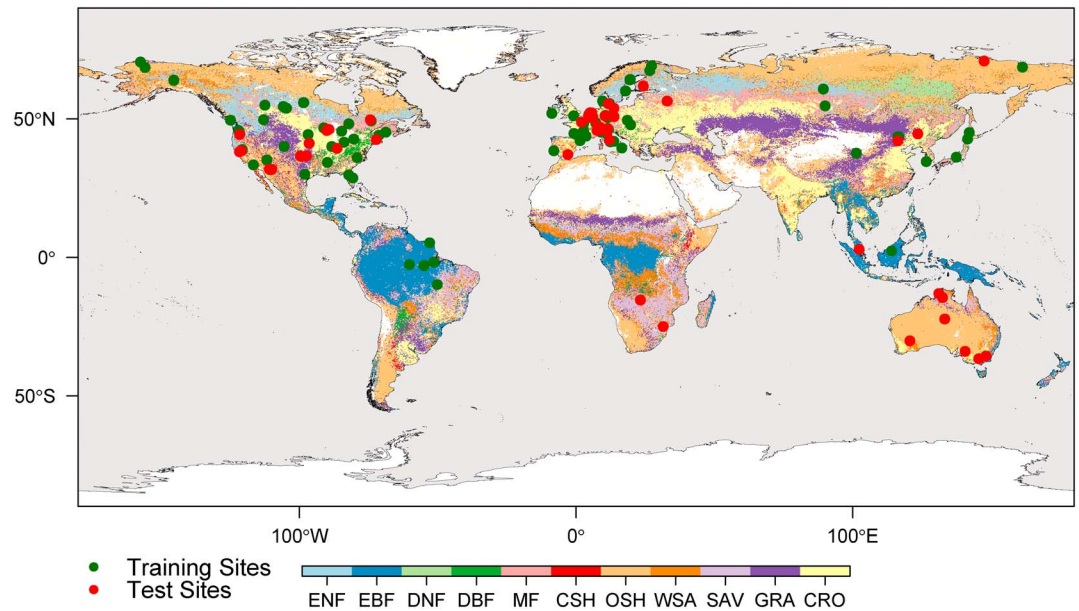 50°N
0°
50°S
100°W 0° 100°E
Training Sites
Test Sites
ENF EBF DNF DBF MF CSH OSH WSA SAV GRA CRO